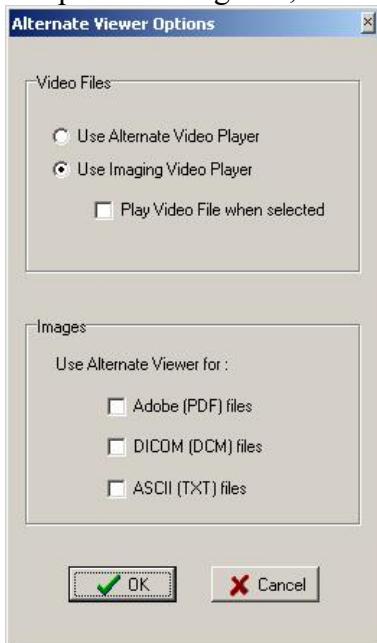 Alternate Viewer Options
Video Files
Use Alternate Video Player
Use Imaging Video Player
Play Video File when selected
Images
Use Alternate Viewer for :
Adobe (PDF) files
DICOM (DCM) files
ASCII (TXT) files
OK Cancel